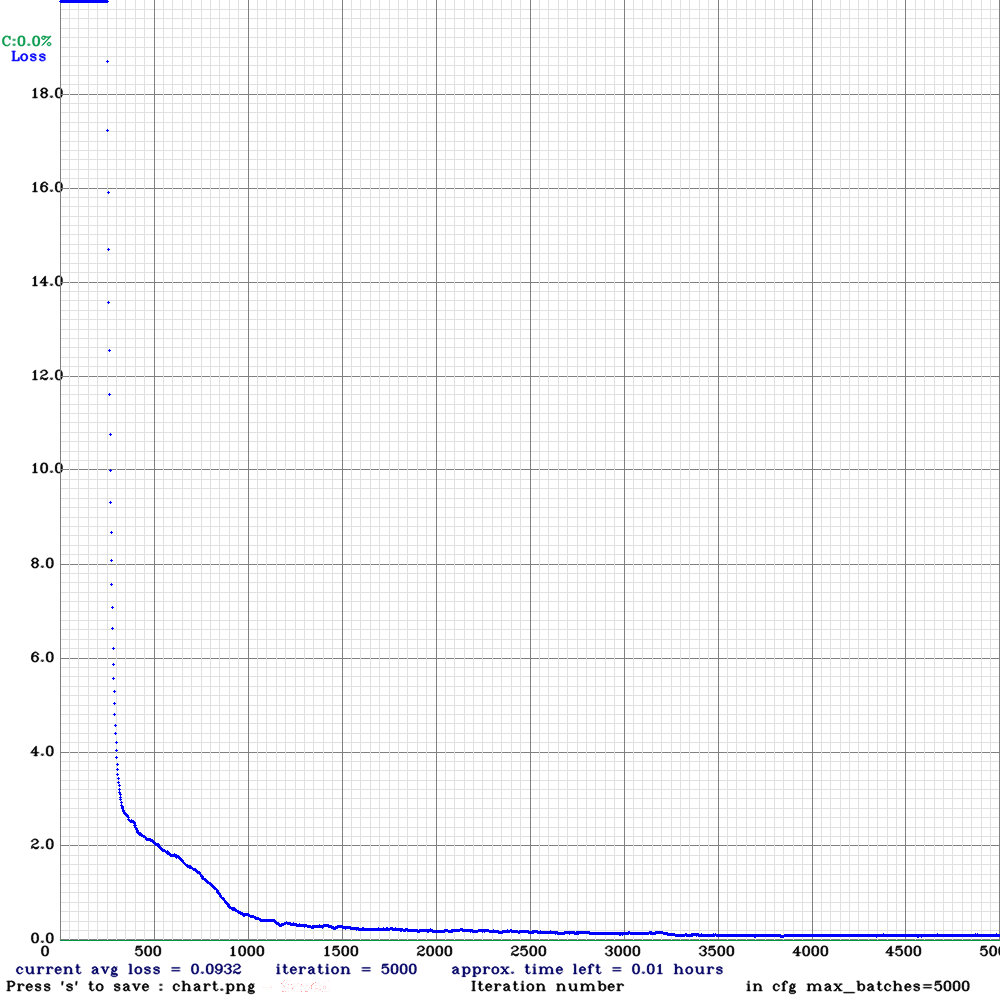 C:0.0%
Loss
18.0
16.0
14.0
12.0
10.0
8.0
6.0
4.0
2.0
0.0
0 500 1000 1500 2000 2500 3000 3500 4000 4500 500
current avg loss = 0.0932 iteration = 5000 approx. time left = 0.01 hours
Press 's' to save : chart.png Iteration number in cfg max_batches=5000